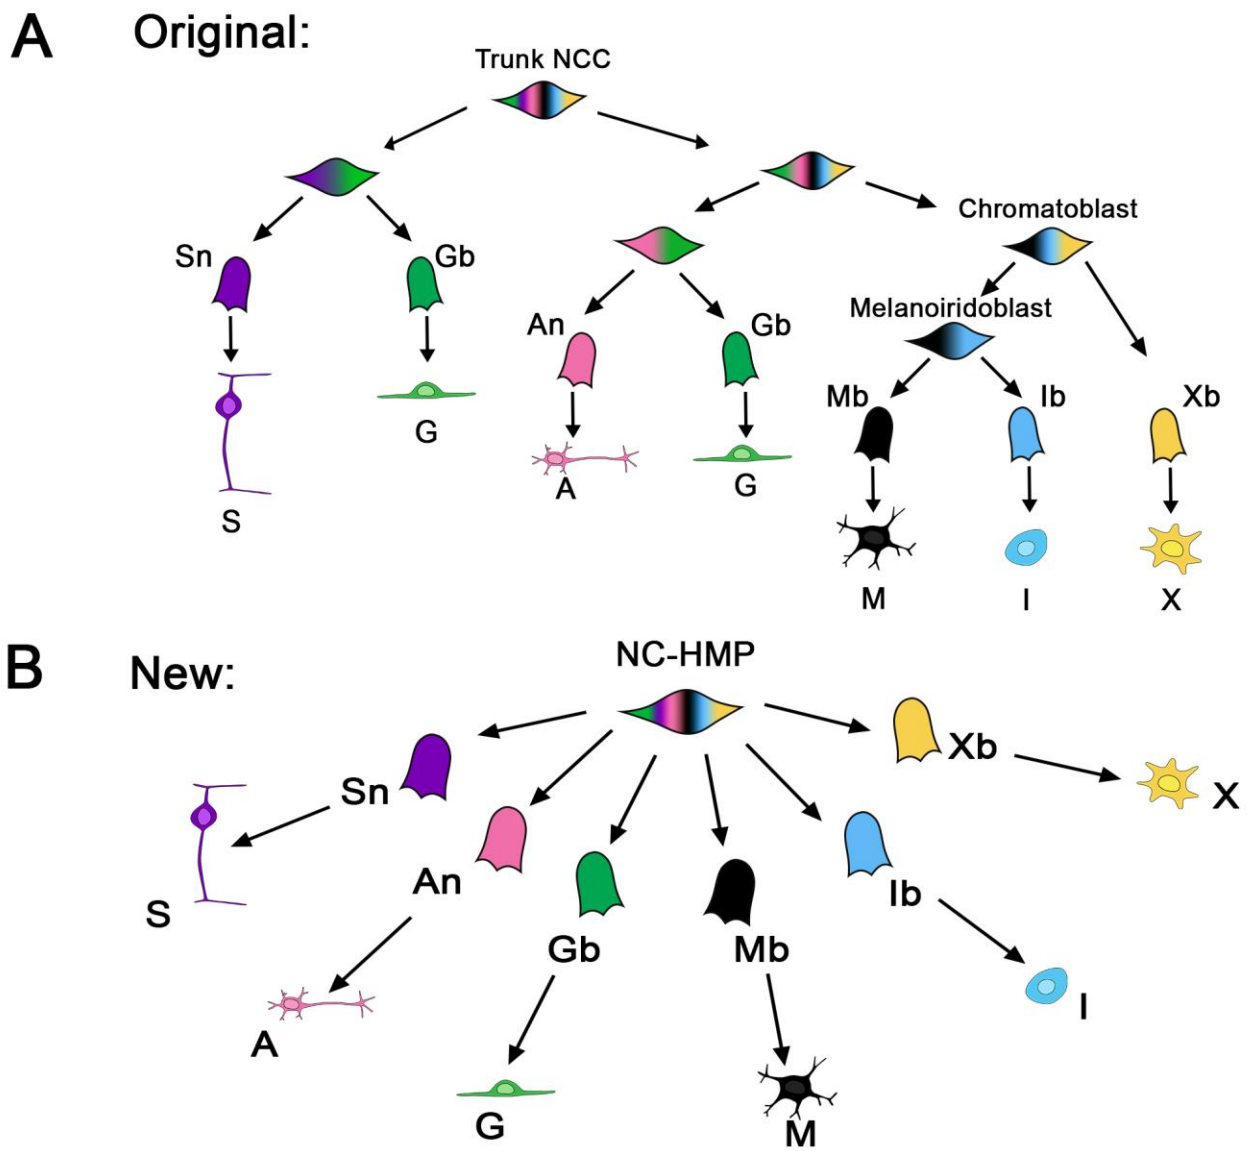 A
Original:
Trunk NCC
Chromatoblast
Sn
Gb
Melanoiridoblast
An
Gb
Mb
Ib
Xb
G
A
G
S
M
I
X
B
New:
NC-HMP
Xb
Sn
X
An
Ib
S
Gb
Mb
I
A
G
M